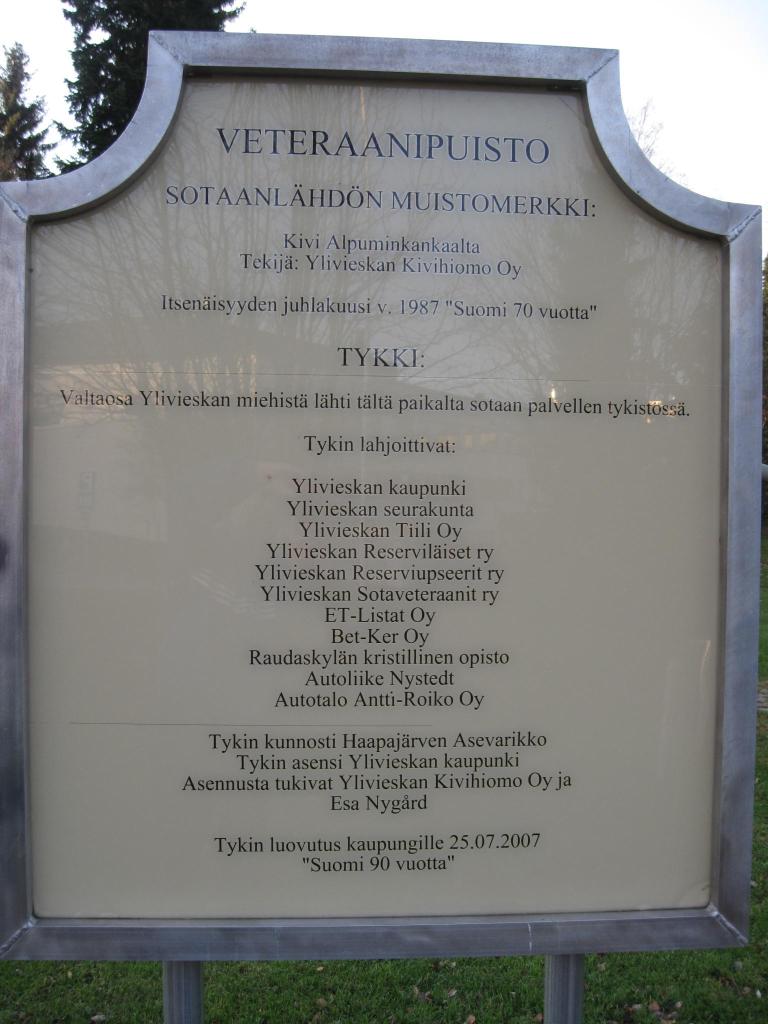 VETERAANIPUISTO
SOTAANLÄHDÖN MUISTOMERKKI:
Kivi Alpuminkankaalta
Tekijä: Ylivieskan Kivihiomo Oy
Itsenäisyyden juhlakuusi v. 1987 "Suomi 70 vuotta"
TYKKI:
Valtaosa Ylivieskan miehistä lähti tältä paikalta sotaan palvellen tykistössä.
Tykin lahjoittivat:
Ylivieskan kaupunki
Ylivieskan seurakunta
Ylivieskan Tiili Oy
Ylivieskan Reserviläiset ry
Ylivieskan Reserviupseerit ry
Ylivieskan Sotaveteraanit ry
ET-Listat Oy
Bet-Ker Oy
Raudaskylän kristillinen opisto
Autoliike Nystedt
Autotalo Antti-Roiko Oy
Tykin kunnosti Haapajärven Asevarikko
Tykin asensi Ylivieskan kaupunki
Asennusta tukivat Ylivieskan Kivihiomo Oy ja
Esa Nygård
Tykin luovutus kaupungille 25.07.2007
"Suomi 90 vuotta"